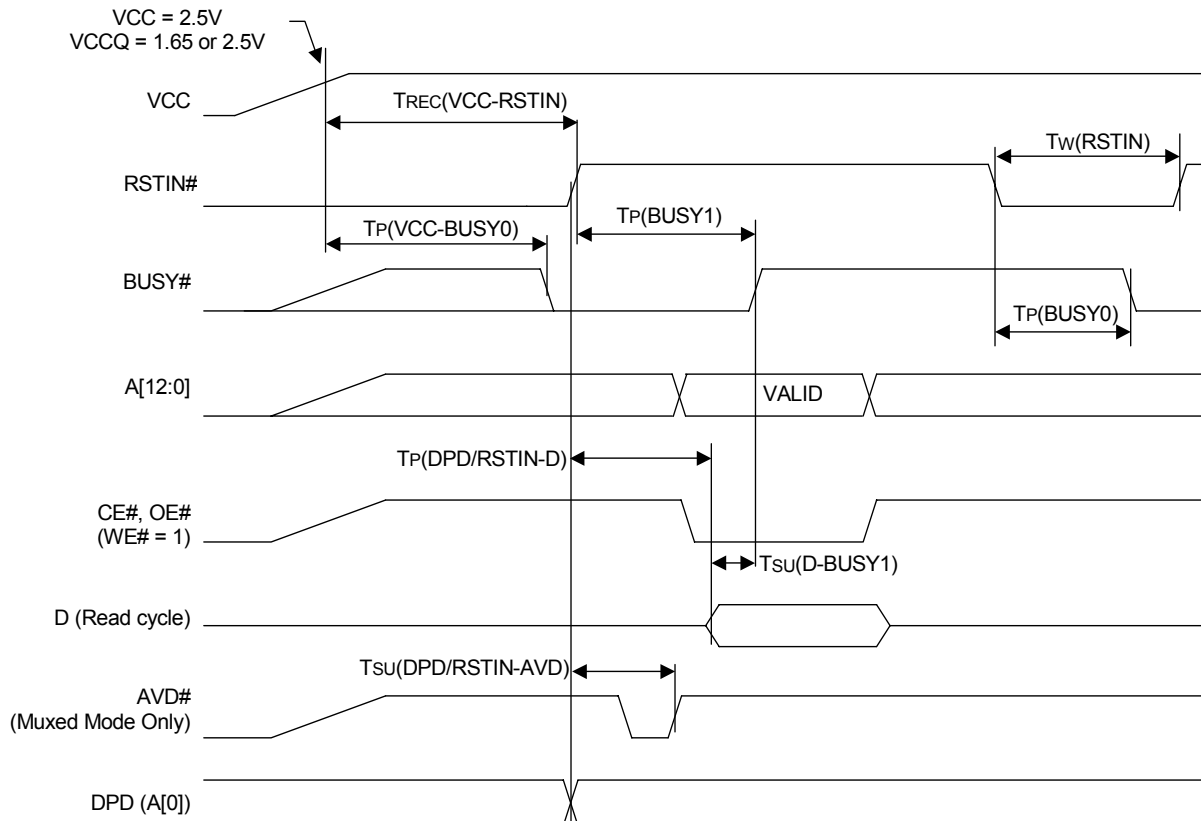 VCC = 2.5V
VCCQ = 1.65 or 2.5V
VCC
TREC(VCC-RSTIN)
TW(RSTIN)
RSTIN#
TP(VCC-BUSY0)
TP(BUSY1)
BUSY#
TP(BUSY0)
A[12:0]
VALID
TP(DPD/RSTIN-D)
CE#, OE#
(WE# = 1)
TSU(D-BUSY1)
D (Read cycle)
TSU(DPD/RSTIN-AVD)
AVD#
(Muxed Mode Only)
DPD (A[0])